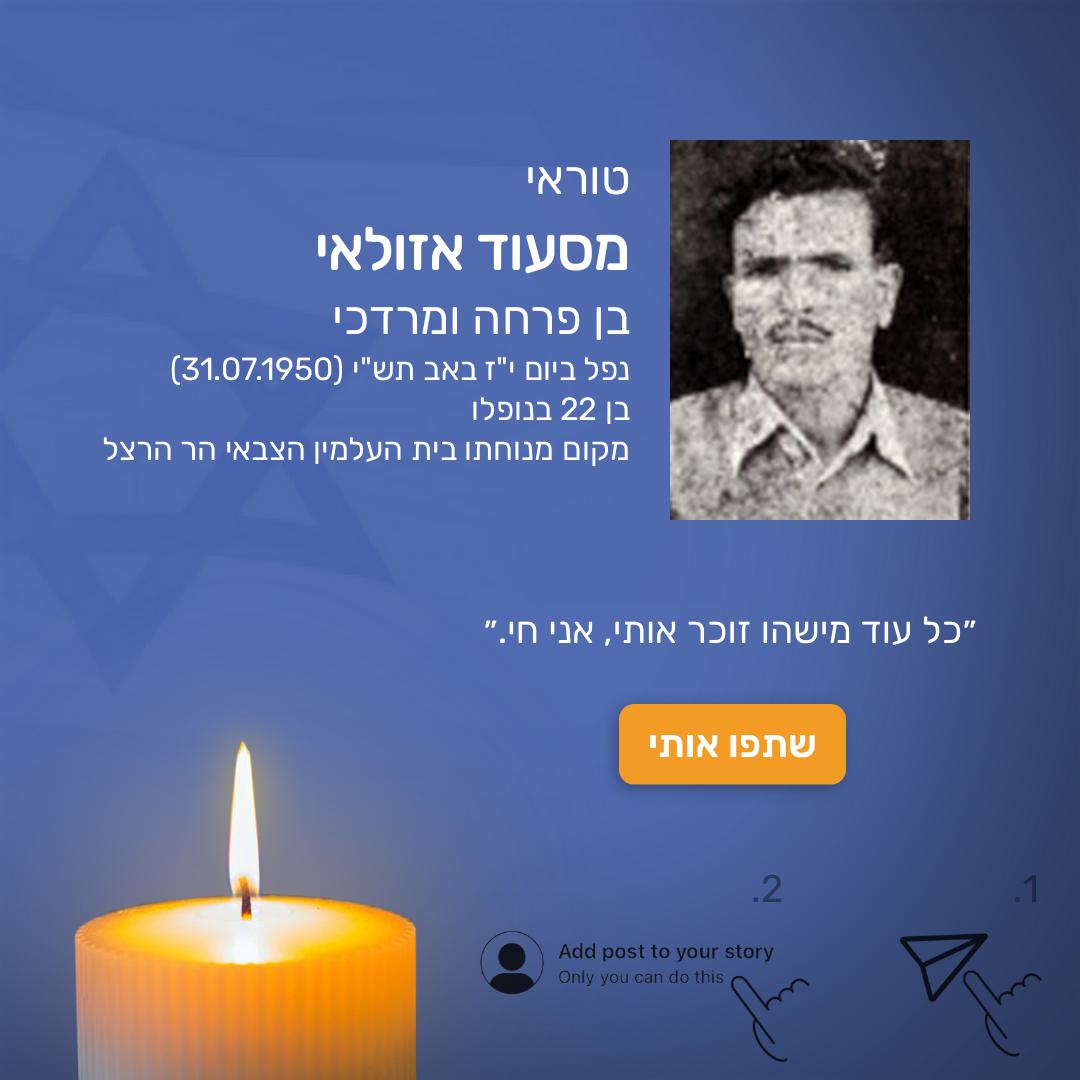 טוראי
מסעוד אזולאי
בן פרחה ומרדכי
נפל ביום י"ז באב תש"י (31.07.1950)
בן 22 בנופלו
מקום מנוחתו בית העלמין הצבאי הר הרצל
״כל עוד מישהו זוכר אותי, אני חי.״
שתפו אותי
1.
2.
Add post to your story
Only you can do this